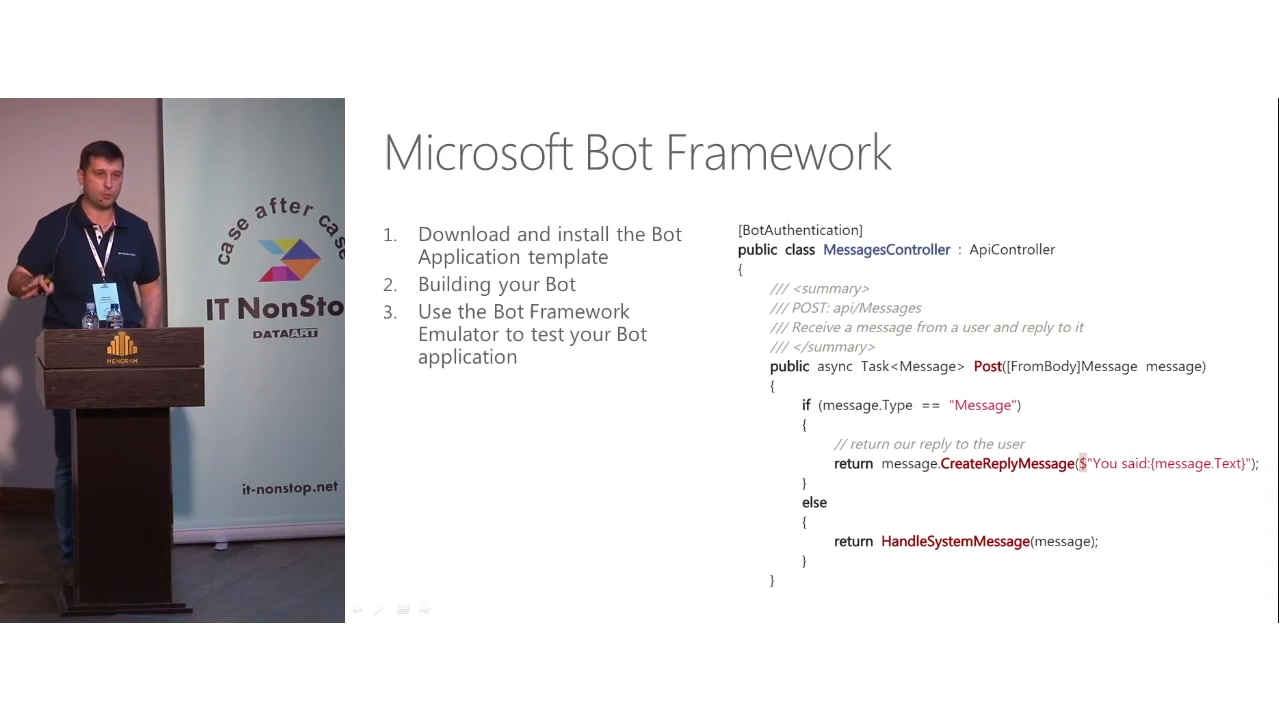 Microsoft Bot Framework
1. Download and install the Bot
Application template
2. Building your Bot
3. Use the Bot Framework
Emulator to test your Bot
application
[BotAuthentication]
public class MessagesController : ApiController
{
/// <summary>
/// POST: api/Messages
/// Receive a message from a user and reply to it
/// </summary>
public async Task<Message> Post([FromBody]Message message)
{
if (message.Type == "Message")
{
// return our reply to the user
return message.CreateReplyMessage($"You said:{message.Text}");
}
else
{
return HandleSystemMessage(message);
}
}
case after case
IT NonSto
DATAART
it-nonstop.net
MENORAH